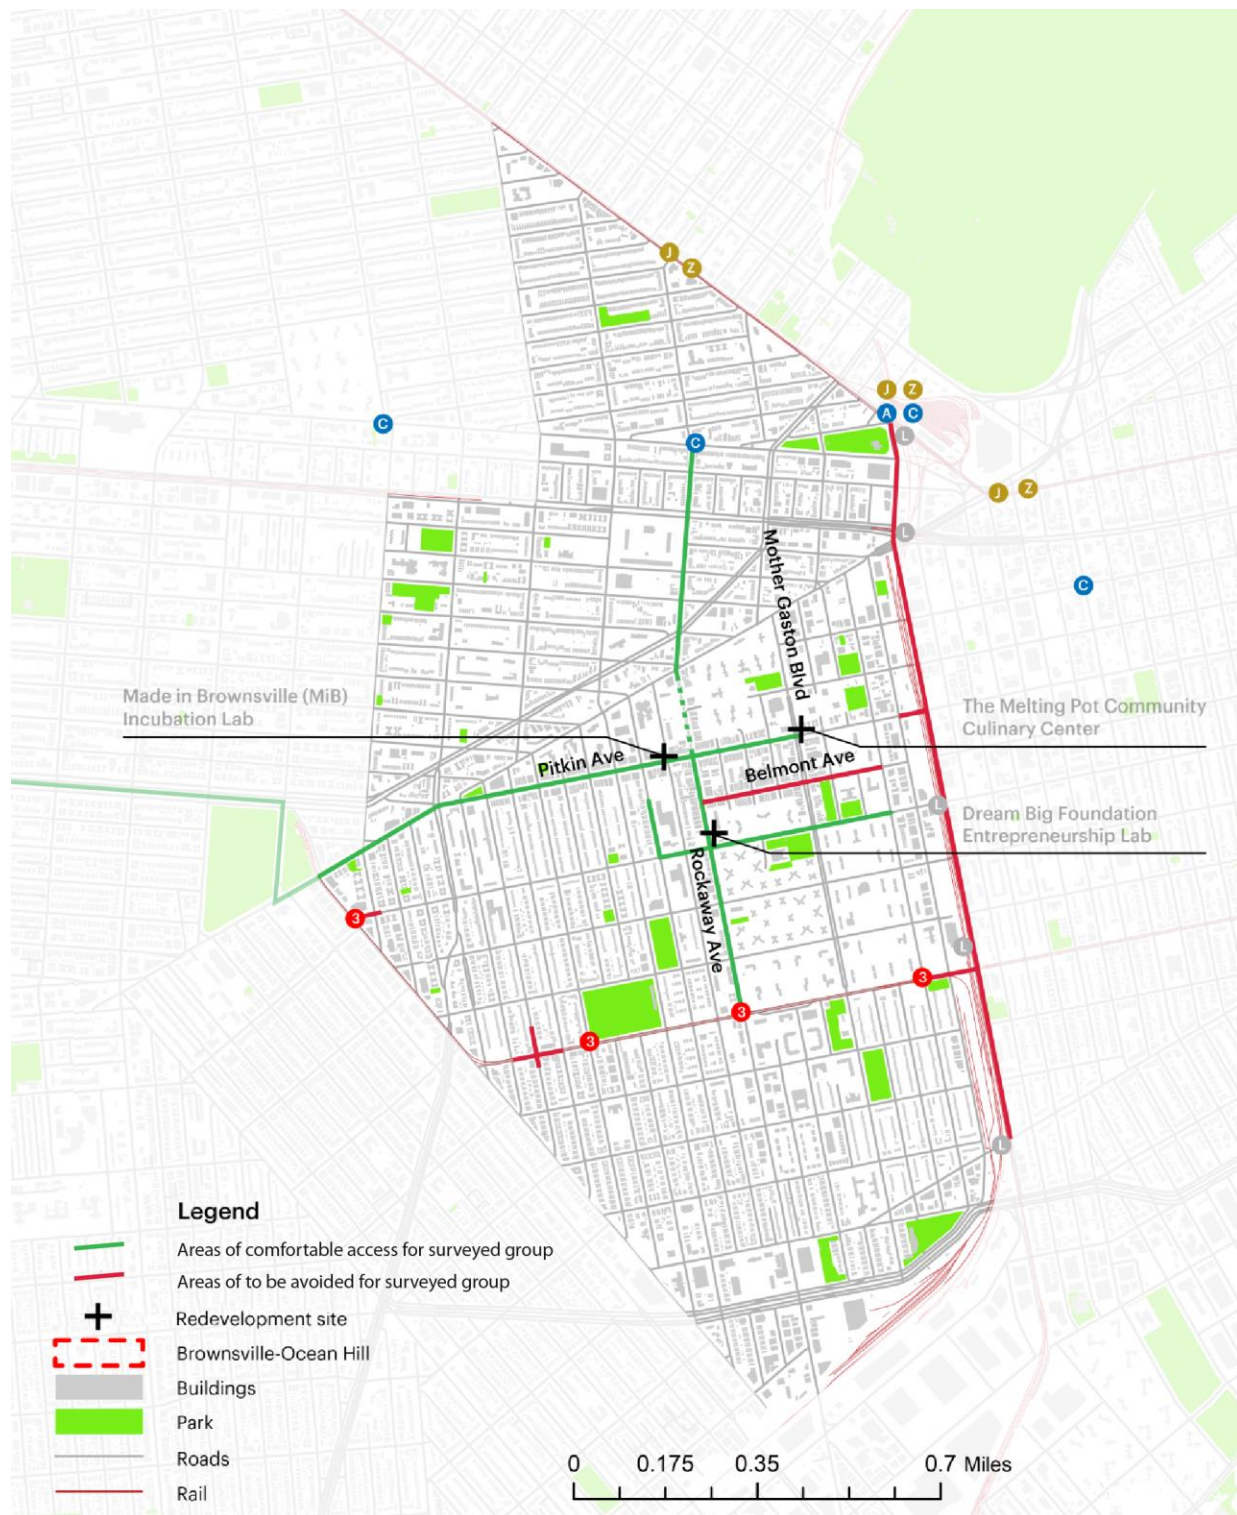 J
Z
J Z
A C
C
C
L
J Z
L
C
Mother Gaston Blvd
Made in Brownsville (MiB)
Incubation Lab
The Melting Pot Community
Culinary Center
Pitkin Ave
Belmont Ave
L
Dream Big Foundation
Entrepreneurship Lab
Rockaway Ave
3
L
3
3
3
L
Legend
Areas of comfortable access for surveyed group
Areas of to be avoided for surveyed group
Redevelopment site
Brownsville-Ocean Hill
Buildings
Park
Roads
Rail
0 0.175 0.35 0.7 Miles